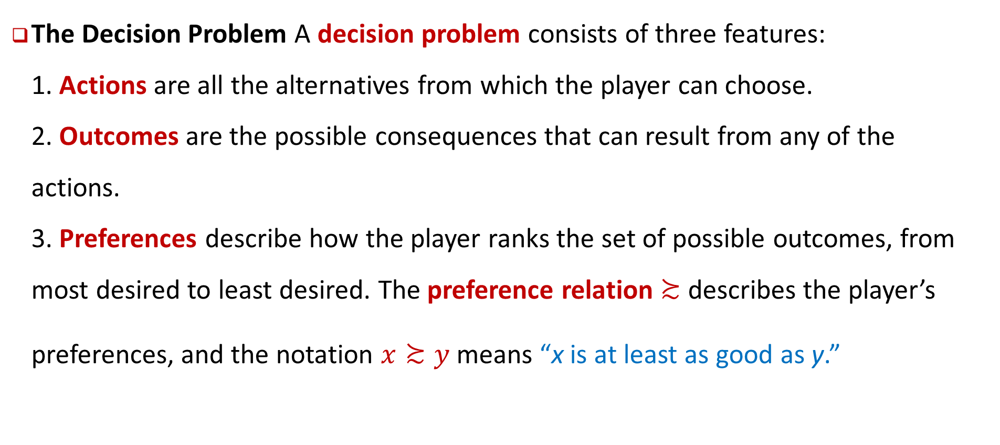 ❑The Decision Problem A decision problem consists of three features:
1. Actions are all the alternatives from which the player can choose.
2. Outcomes are the possible consequences that can result from any of the
actions.
3. Preferences describe how the player ranks the set of possible outcomes, from
most desired to least desired. The preference relation ≿ describes the player’s
preferences, and the notation x ≿ y means “x is at least as good as y.”